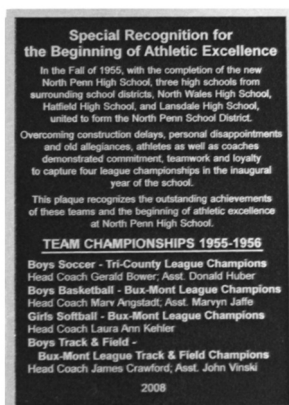 Special Recognition for
the Beginning of Athletic Excellence
In the Fall of 1955, with the completion of the new
North Penn High School, three high schools from
surrounding school districts, North Wales High School,
Hatfield High School, and Lansdale High School,
united to form the North Penn School District.
Overcoming construction delays, personal disappointments
and old allegiances, athletes as well as coaches
demonstrated commitment, teamwork and loyalty
to capture four league championships in the inaugural
year of the school.
This plaque recognizes the outstanding achievements
of these teams and the beginning of athletic excellence
at North Penn High School.
TEAM CHAMPIONSHIPS 1955-1956
Boys Soccer - Tri-County League Champions
Head Coach Gerald Bower; Asst. Donald Huber
Boys Basketball - Bux-Mont League Champions
Head Coach Marv Angstadt; Asst. Marvyn Jaffe
Girls Softball - Bux-Mont League Champions
Head Coach Laura Ann Kehler
Boys Track & Field -
Bux-Mont League Track & Field Champions
Head Coach James Crawford; Asst. John Vinski
2008